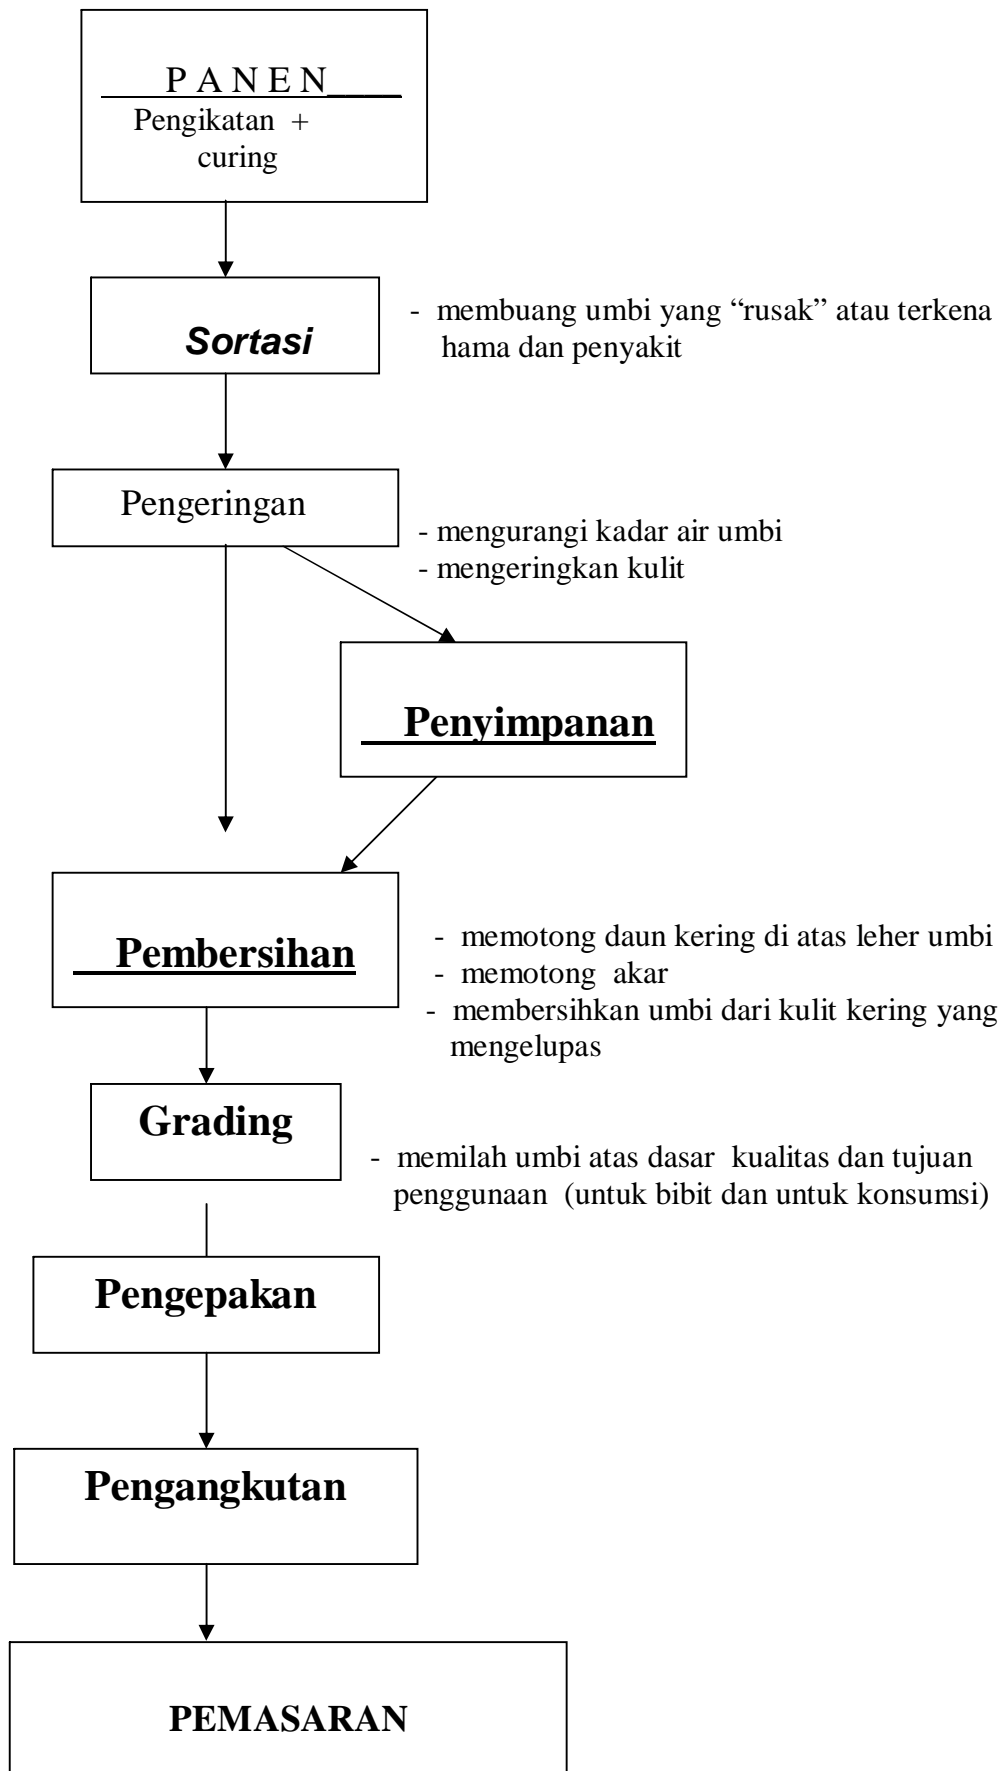 P A N E N____
Pengikatan +
curing
Sortasi
- membuang umbi yang “rusak” atau terkena
hama dan penyakit
Pengeringan
- mengurangi kadar air umbi
- mengeringkan kulit
Penyimpanan
Pembersihan
- memotong daun kering di atas leher umbi
- memotong akar
- membersihkan umbi dari kulit kering yang
mengelupas
Grading
- memilah umbi atas dasar kualitas dan tujuan
penggunaan (untuk bibit dan untuk konsumsi)
Pengepakan
Pengangkutan
PEMASARAN